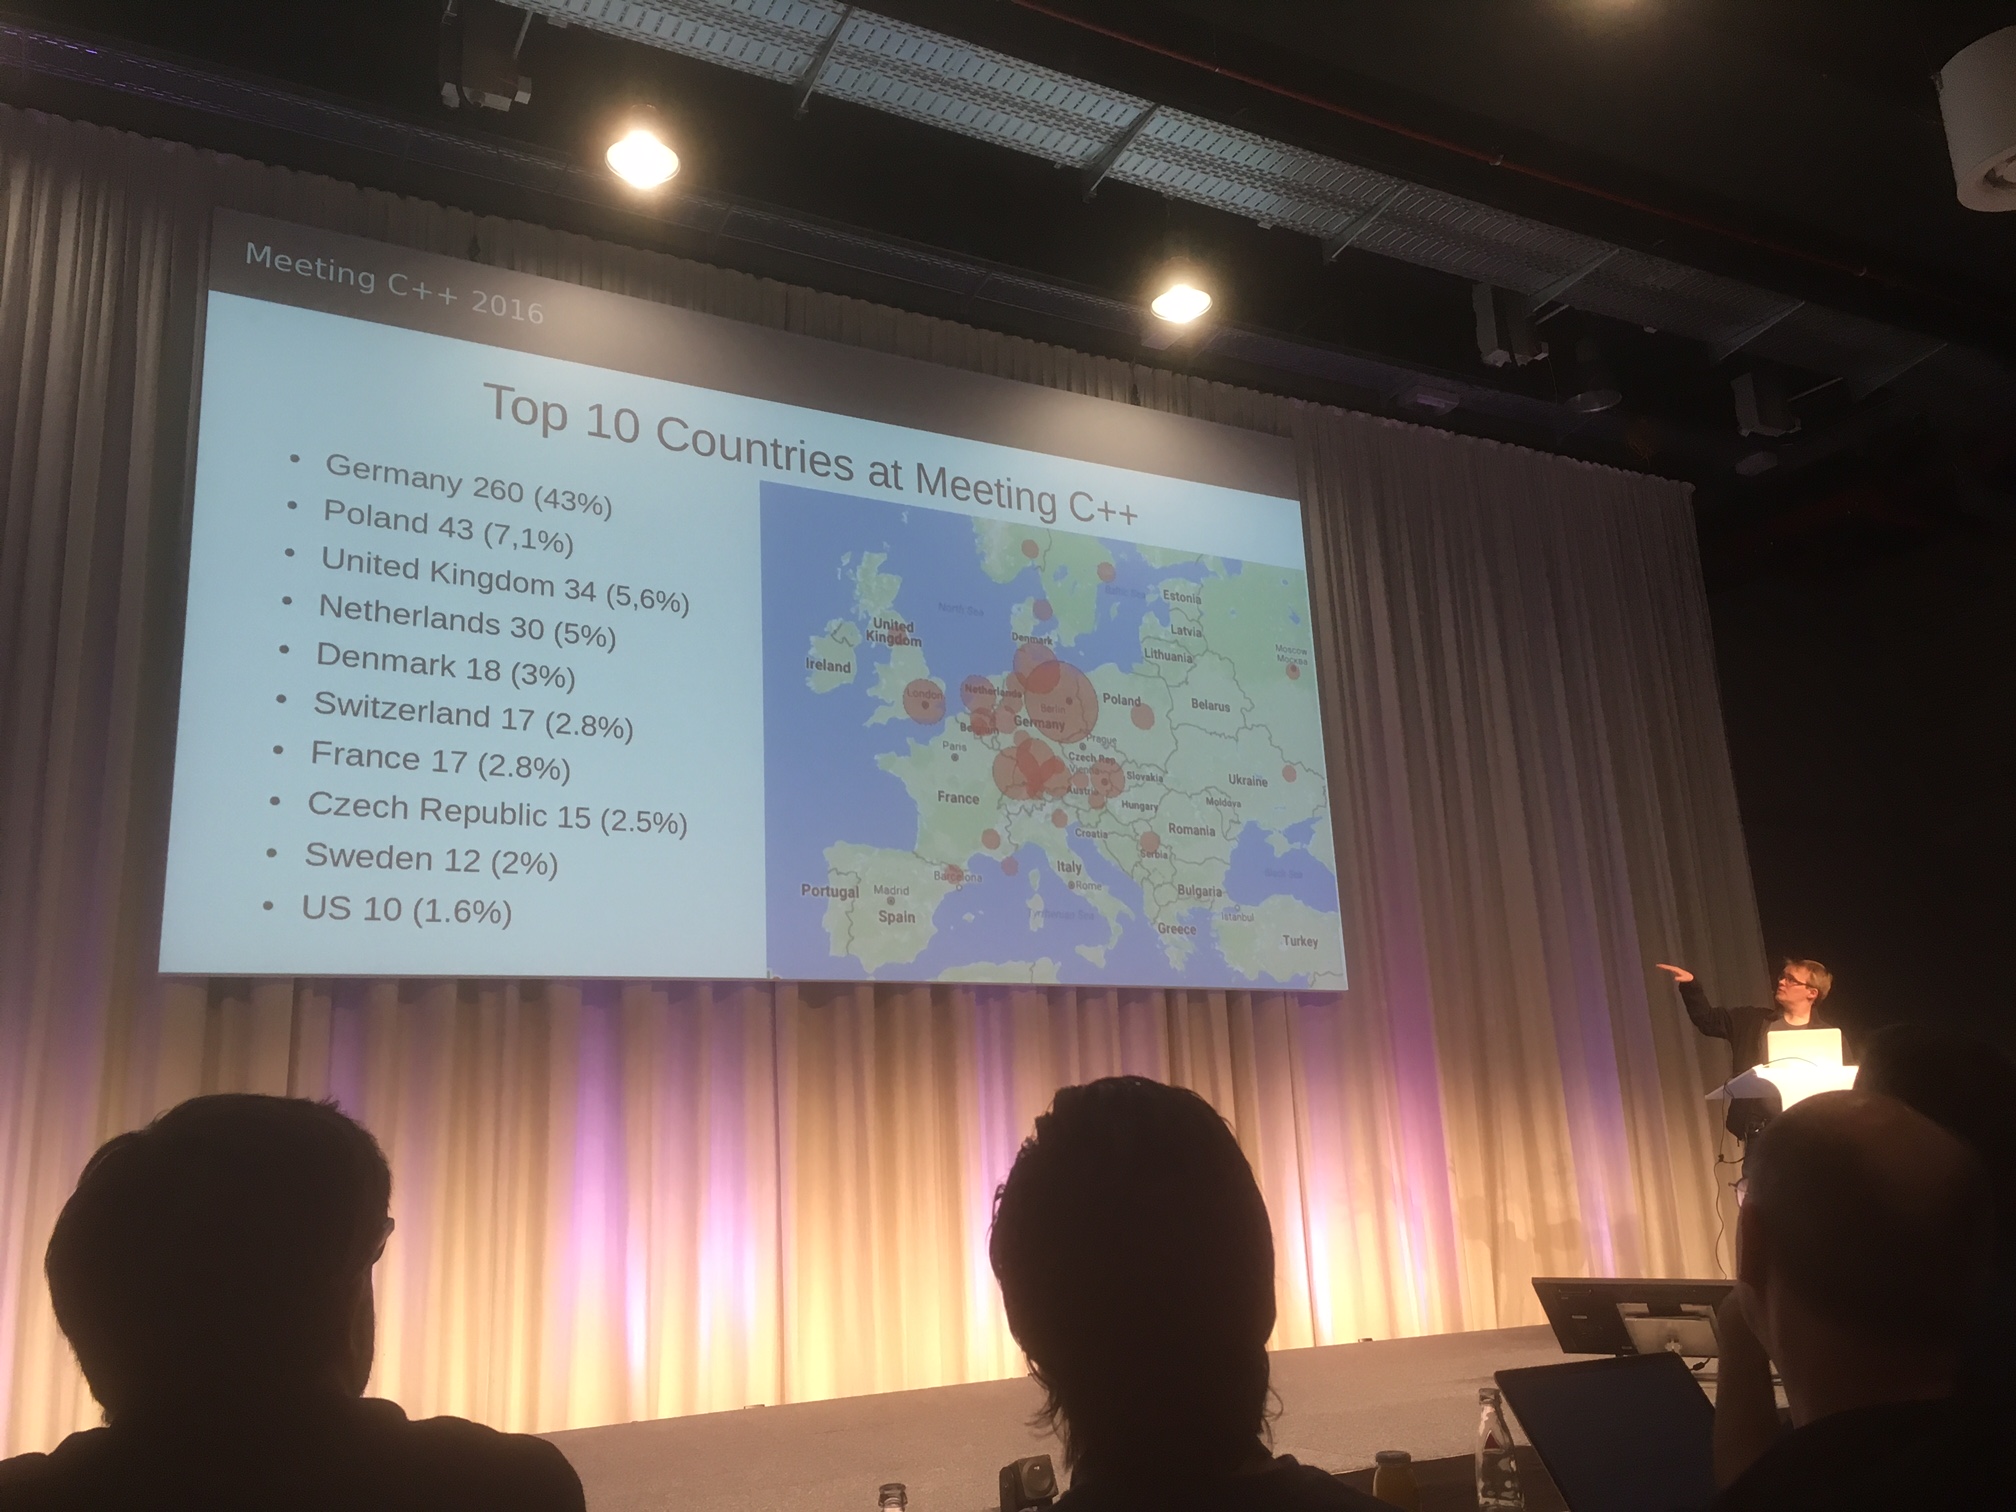 Meeting C++ 2016
Top 10 Countries at Meeting C++
• Germany 260 (43%)
• Poland 43 (7,1%)
• United Kingdom 34 (5,6%)
• Netherlands 30 (5%)
• Denmark 18 (3%)
• Switzerland 17 (2.8%)
• France 17 (2.8%)
• Czech Republic 15 (2.5%)
• Sweden 12 (2%)
• US 10 (1.6%)
North Sea
Baltic Sea
Estonia
Latvia
Lithuania
Moscow
Москва
United
Kingdom
Ireland
Denmark
London
Netherlands
Berlin
Poland
Belarus
Germany
Paris
Prague
Czech Rep.
Slovakia
Ukraine
Vienna
Austria
Hungary
Moldova
France
Croatia
Romania
Serbia
Italy
Rome
Barcelona
Portugal
Madrid
Spain
Bulgaria
Black Sea
Istanbul
Tyrrhenian Sea
Greece
Turkey